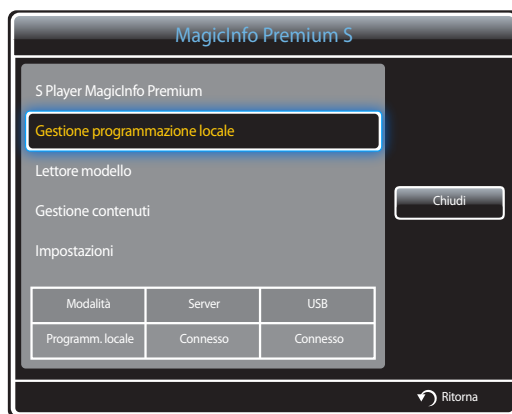 MagicInfo Premium S
S Player MagicInfo Premium
Gestione programmazione locale
Lettore modello
Gestione contenuti
Impostazioni
Chiudi
Modalità Server USB
Programm. locale Connesso Connesso
Ritorna